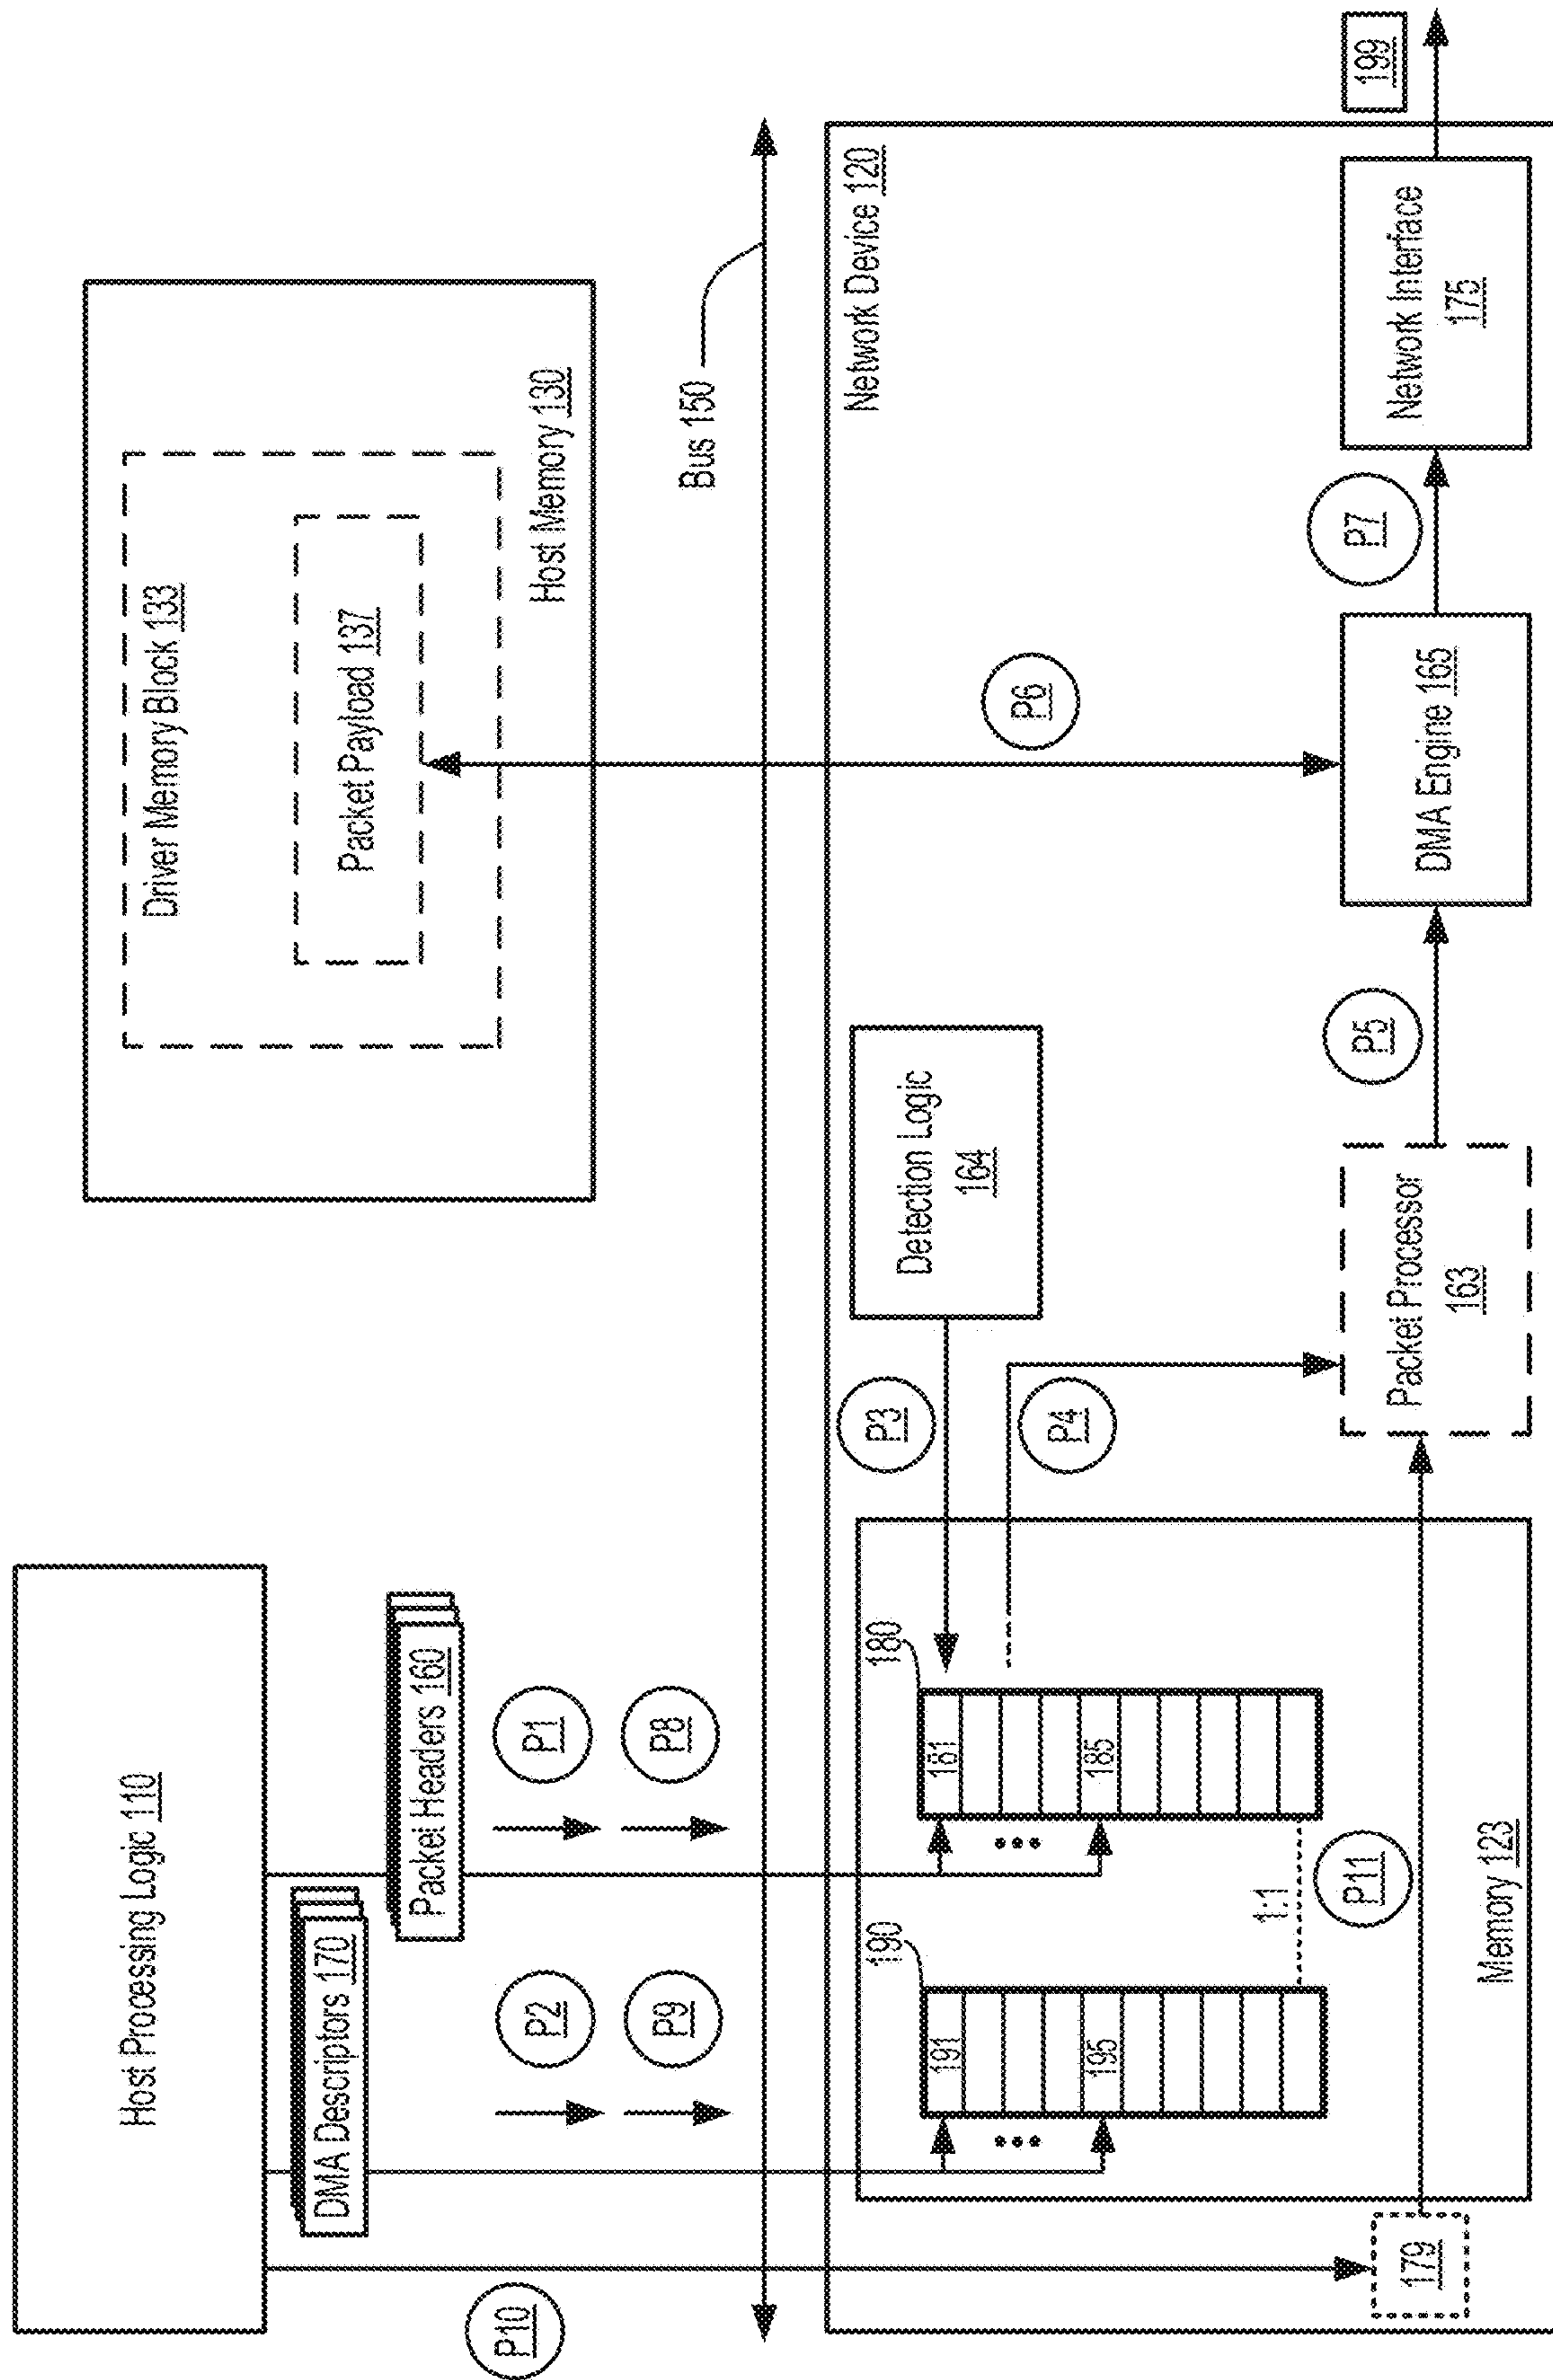 Host Processing Logic 110
DMA Descriptors 170
Packet Headers 160
P10
P2
P9
P1
P8
Driver Memory Block 133
Packet Payload 137
Host Memory 130
Bus 150
Network Device 120
190
191
195
180
181
185
1:1
P11
Memory 123
179
P3
P4
Detection Logic
164
Packet Processor
163
P5
P6
DMA Engine 165
P7
Network Interface
175
199